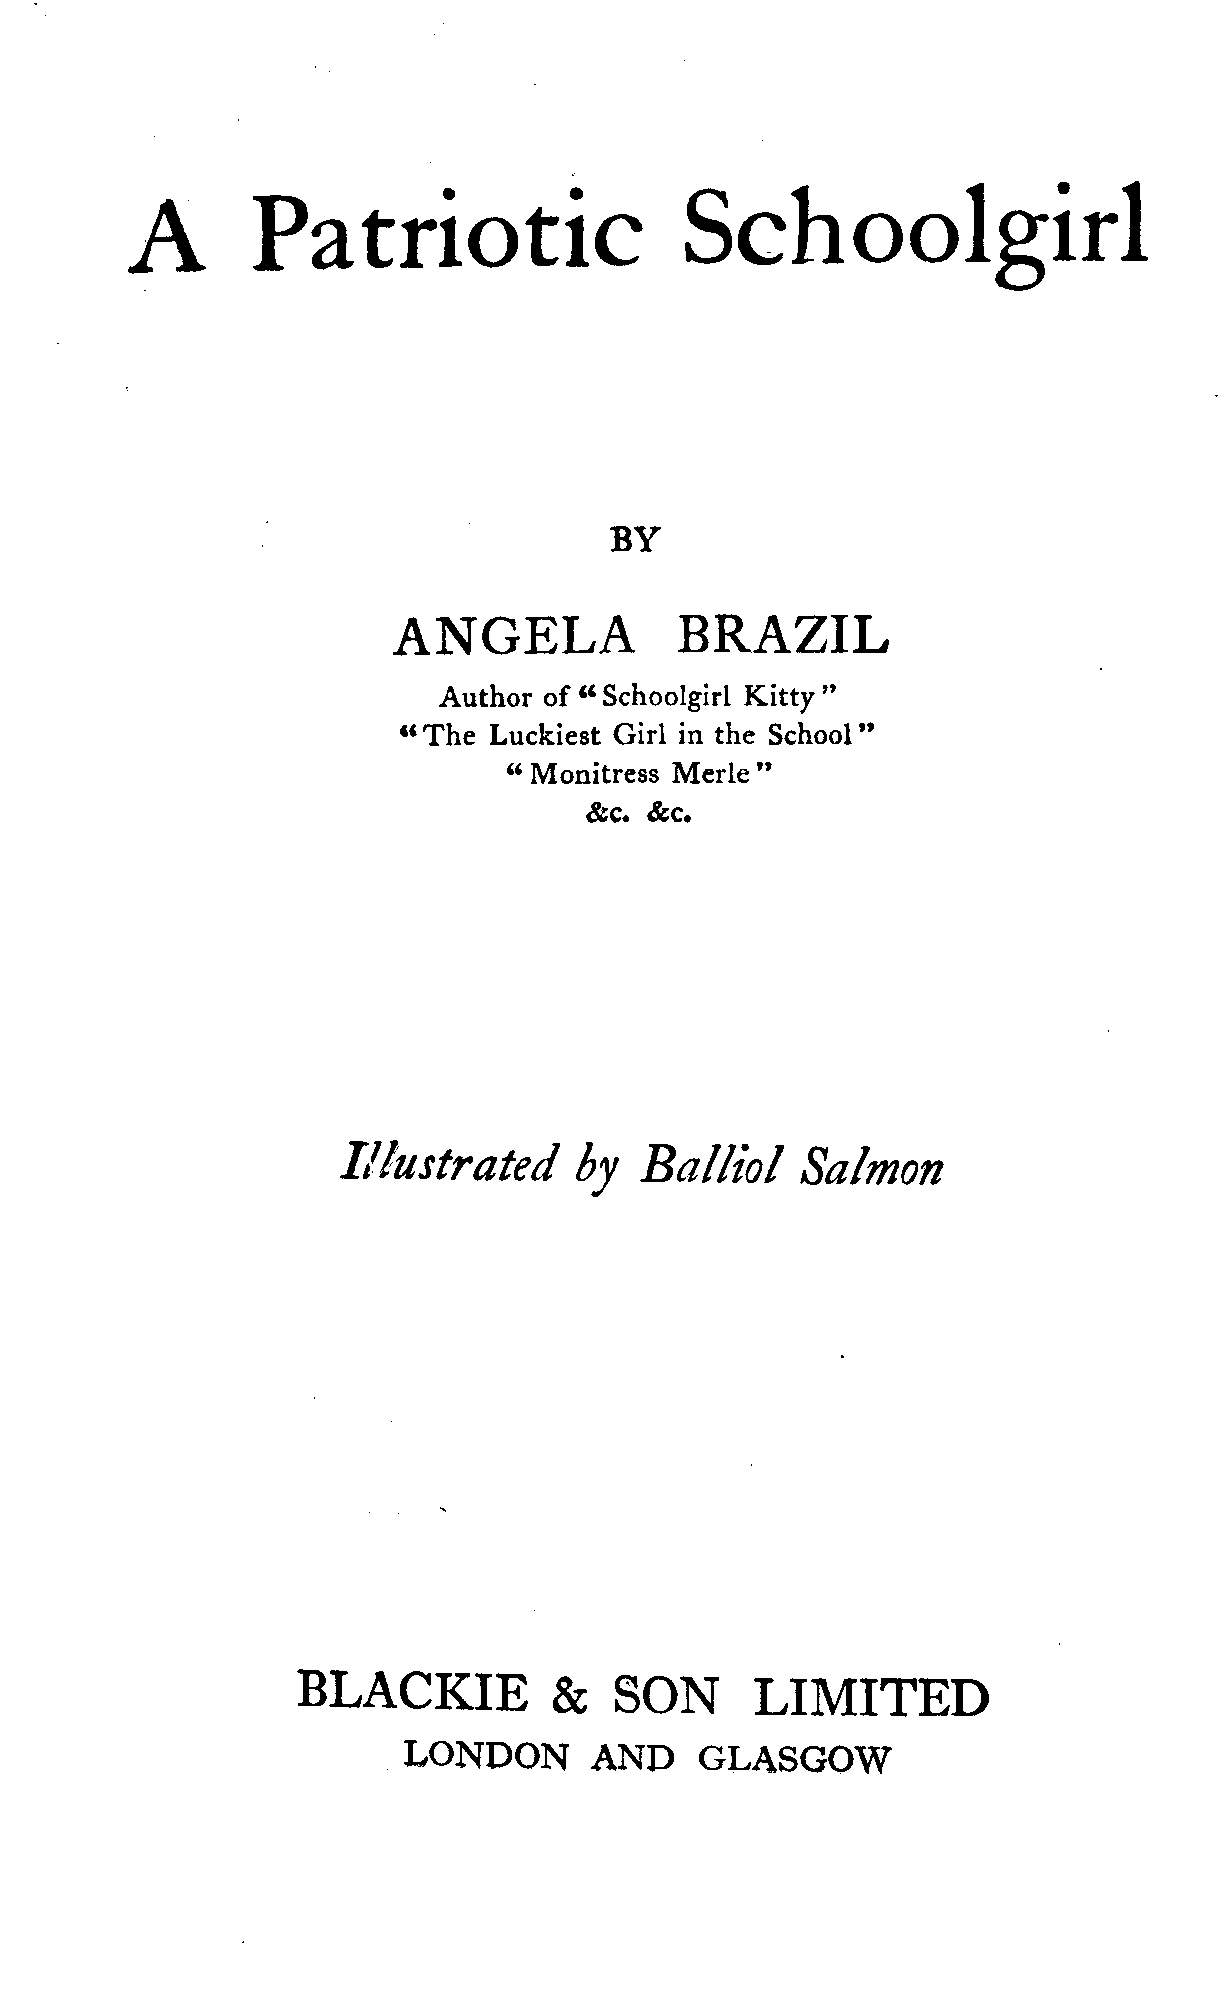 A Patriotic Schoolgirl
BY
ANGELA BRAZIL
Author of “Schoolgirl Kitty”
“The Luckiest Girl in the School”
“Monitress Merle”
&c. &c.
Illustrated by Balliol Salmon
BLACKIE & SON LIMITED
LONDON AND GLASGOW